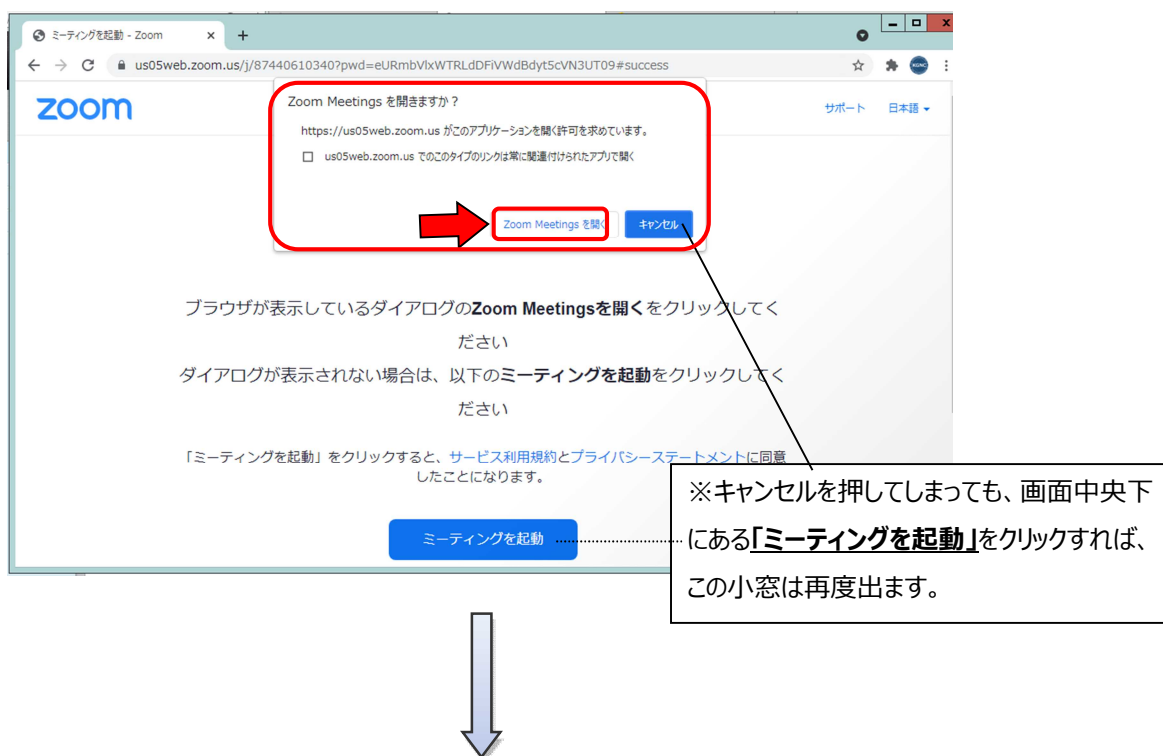 ミーティングを起動 - Zoom
us05web.zoom.us/j/87440610340?pwd=eURmbVlxWTRLdDFiVWdBdyt5cVN3UT09#success
KGNC
zoom
サポート 日本語
Zoom Meetings を開きますか？
https://us05web.zoom.us がこのアプリケーションを開く許可を求めています。
us05web.zoom.us でのこのタイプのリンクは常に関連付けられたアプリで開く
Zoom Meetings を開く キャンセル
ブラウザが表示しているダイアログのZoom Meetingsを開くをクリックしてく
ださい
ダイアログが表示されない場合は、以下のミーティングを起動をクリックしてく
ださい
「ミーティングを起動」をクリックすると、サービス利用規約とプライバシーステートメントに同意
したことになります。
ミーティングを起動
※キャンセルを押してしまっても、画面中央下
にある「ミーティングを起動」をクリックすれば、
この小窓は再度出ます。